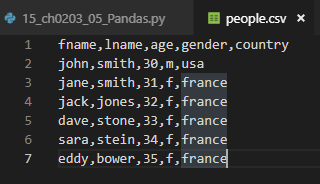 15_ch0203_05_Pandas.py people.csv
1 fname,lname,age,gender,country
2 john,smith,30,m,usa
3 jane,smith,31,f,france
4 jack,jones,32,f,france
5 dave,stone,33,f,france
6 sara,stein,34,f,france
7 eddy,bower,35,f,france